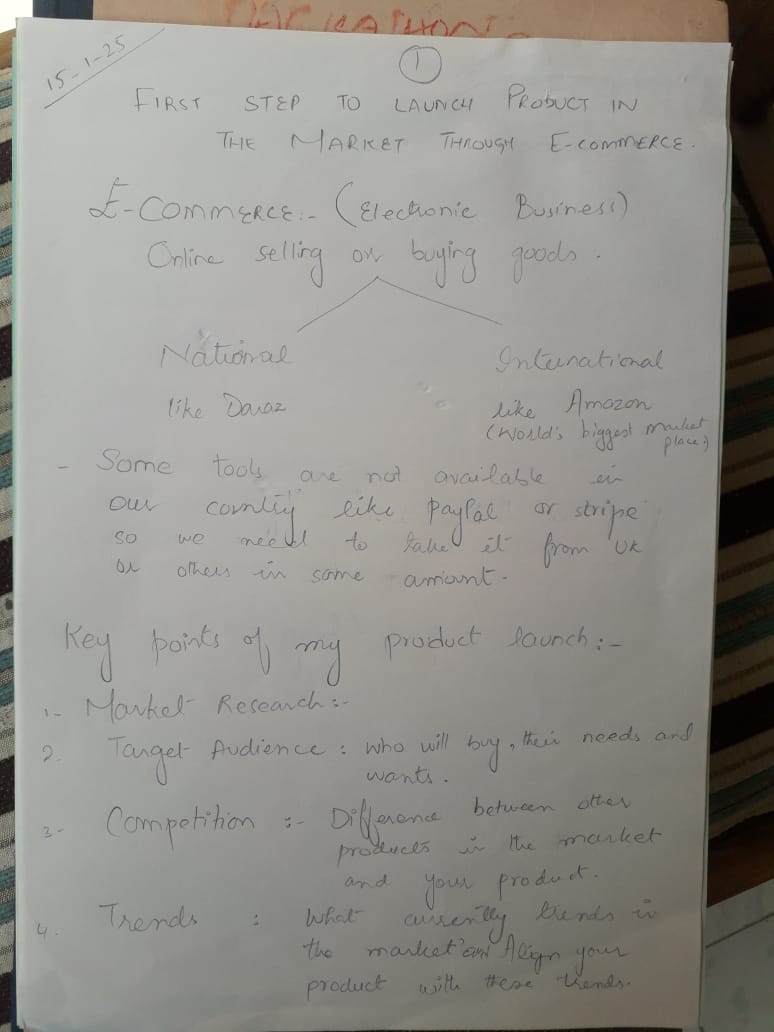 HACKATHON
15-1-25
1
FIRST STEP TO LAUNCH PRODUCT IN
THE MARKET THROUGH E-COMMERCE.
E-COMMERCE:- (Electronic Business)
Online selling or buying goods.
National
International
like Daraz
like Amazon
(World's biggest market
place)
- Some tools are not available in
our country like PayPal or stripe
so we need to take it from UK
or others in some amount.
Key points of my product launch:-
1- Market Research:-
2. Target Audience : who will buy, their needs and
wants.
3- Competition :- Difference between other
products in the market
and your product.
4. Trends : What currently trends in
the market and Align your
product with these trends.